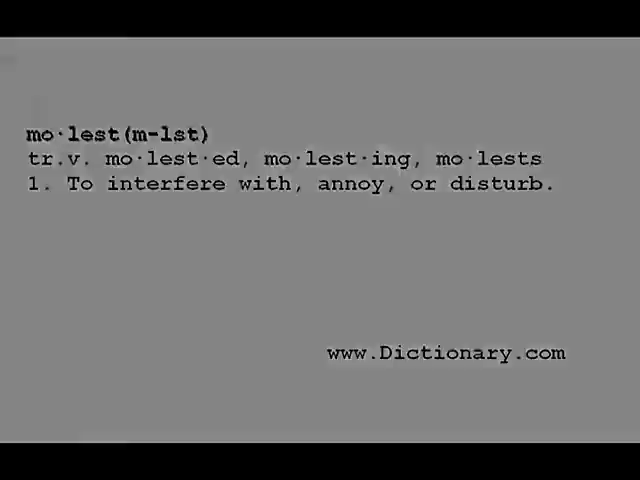 mo·lest(m-lst)
tr.v. mo·lest·ed, mo·lest·ing, mo·lests
1. To interfere with, annoy, or disturb.
www.Dictionary.com